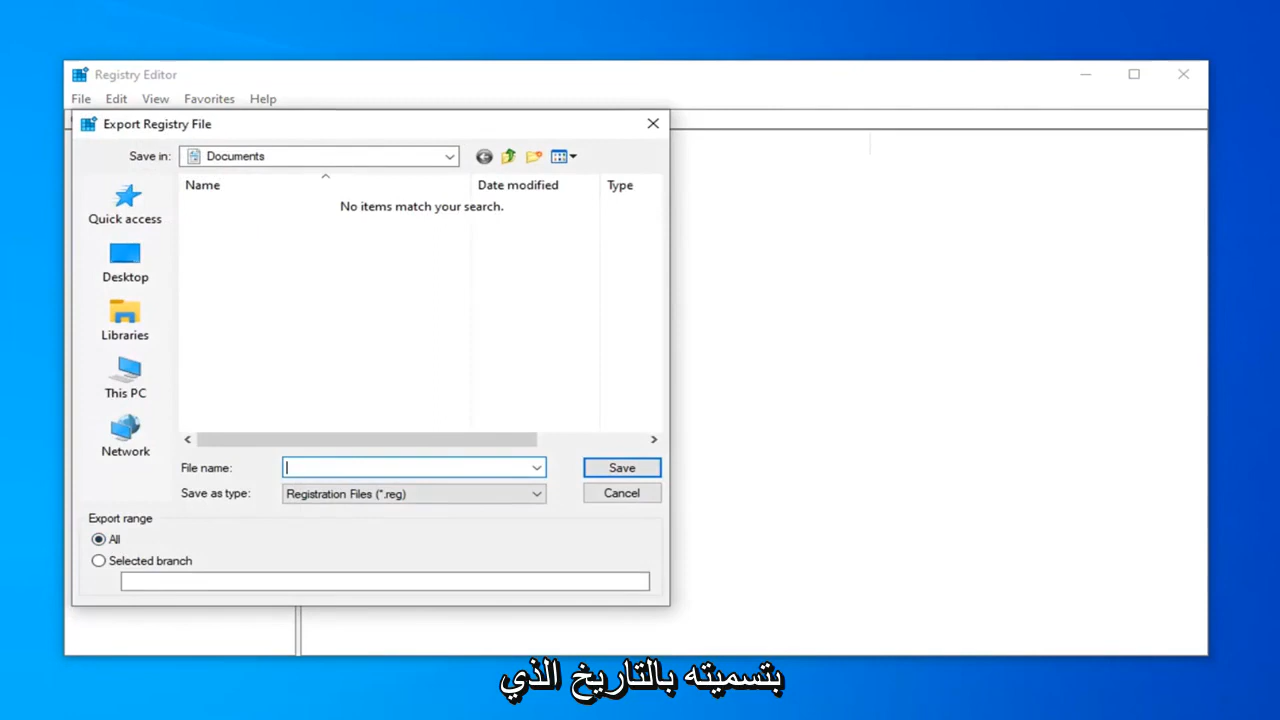 Registry Editor
File Edit View Favorites Help
Export Registry File
Save in: Documents
Name Date modified Type
No items match your search.
Quick access
Desktop
Libraries
This PC
Network
File name: Save
Save as type: Registration Files (*.reg) Cancel
Export range
All
Selected branch
بتسميته بالتاريخ الذي